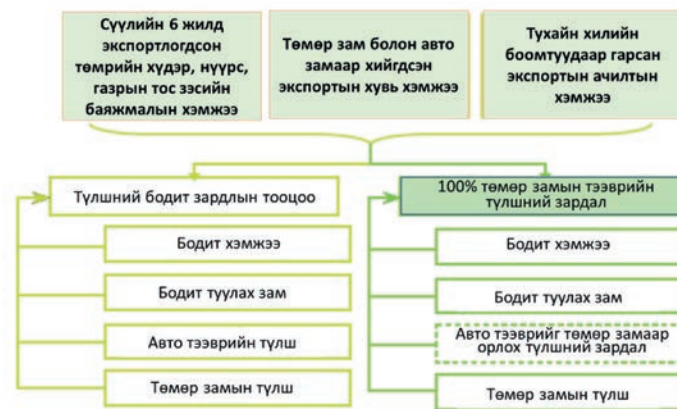 Сүүлийн 6 жилд
экспортлогдсон
төмрийн хүдэр, нүүрс,
газрын тос зэсийн
баяжмалын хэмжээ
Төмөр зам болон авто
замаар хийгдсэн
экспортын хувь хэмжээ
Тухайн хилийн
боомтуудаар гарсан
экспортын ачилтын
хэмжээ
Түлшний бодит зардлын тооцоо
Бодит хэмжээ
Бодит туулах зам
Авто тээврийн түлш
Төмөр замын түлш
100% төмөр замын тээврийн
түлшний зардал
Бодит хэмжээ
Бодит туулах зам
Авто тээврийг төмөр замаар
орлох түлшний зардал
Төмөр замын түлш